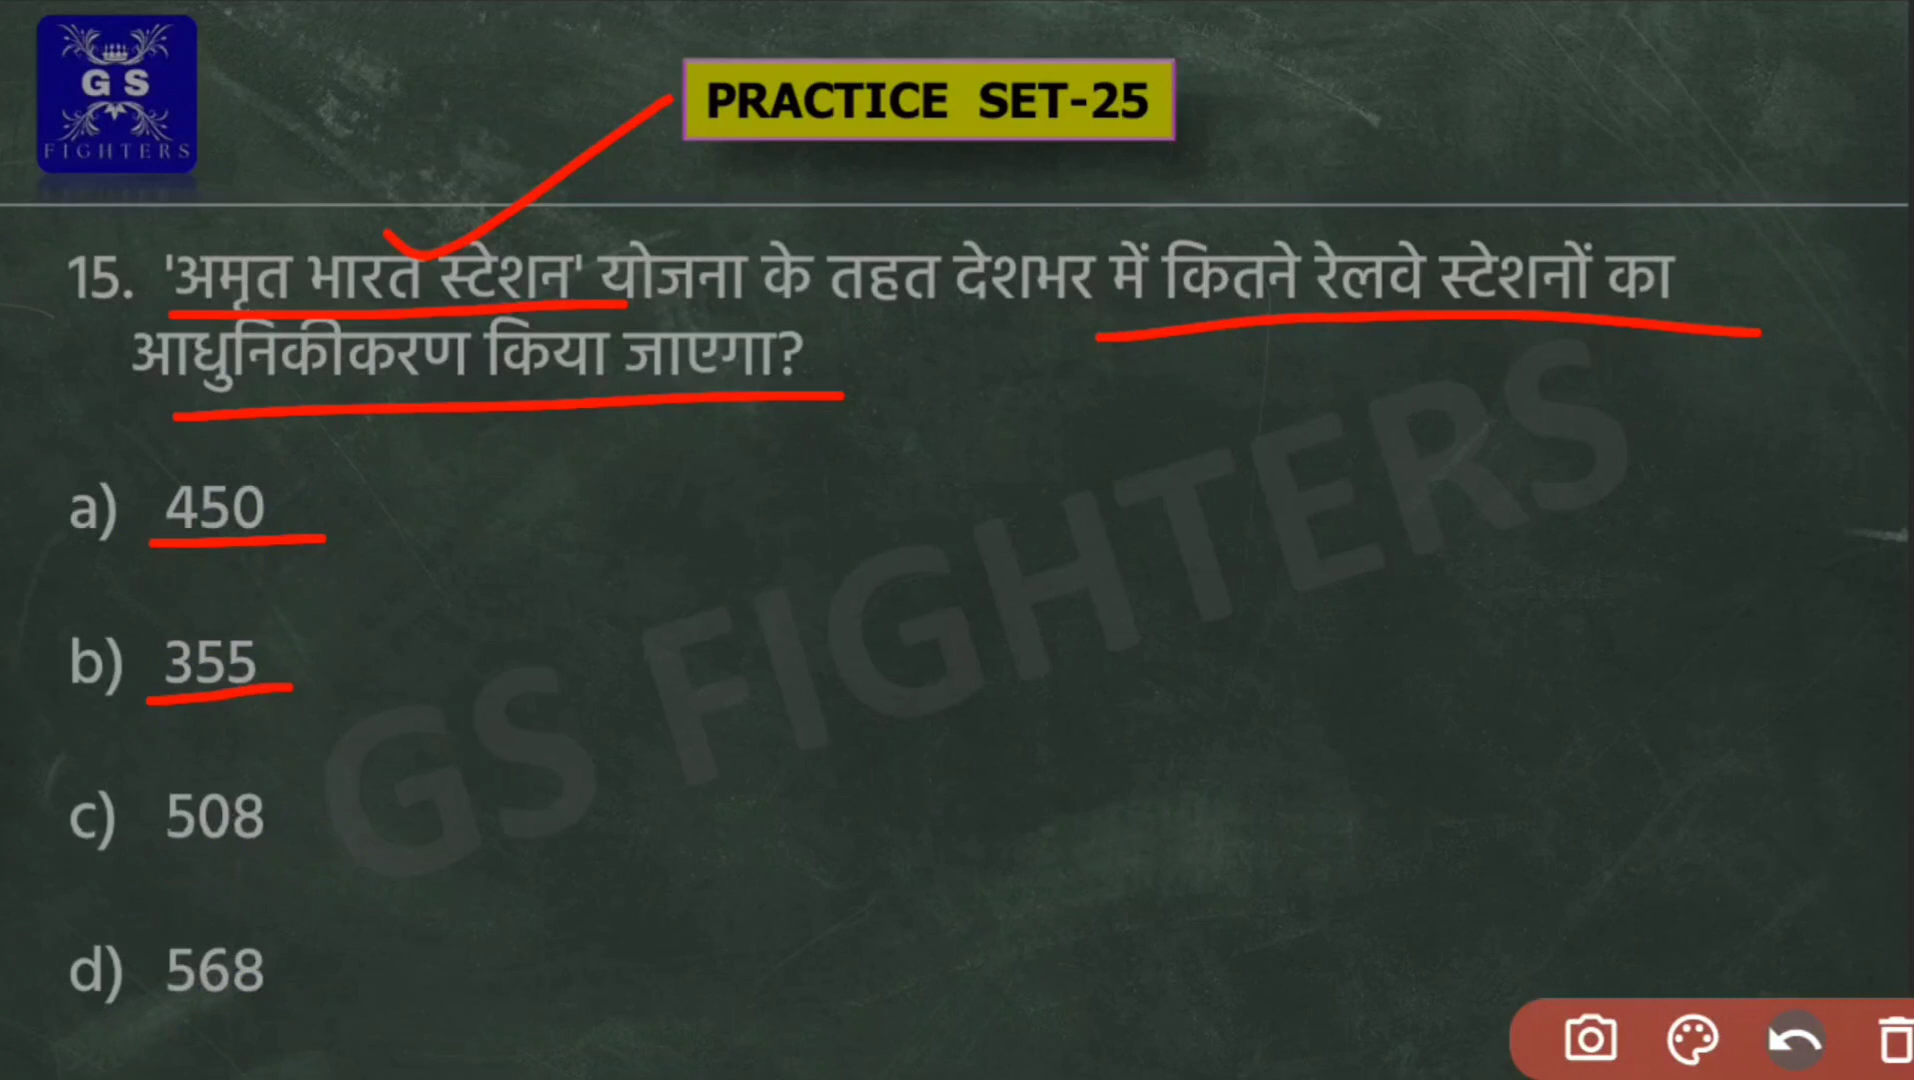 G S
FIGHTERS
PRACTICE SET-25
15. 'अमृत भारत स्टेशन' योजना के तहत देशभर में कितने रेलवे स्टेशनों का
आधुनिकीकरण किया जाएगा?
a) 450
b) 355
c) 508
d) 568
GS FIGHTERS